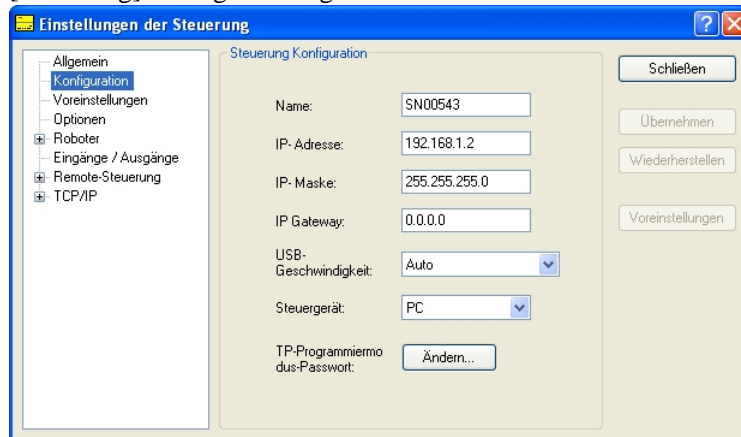 Einstellungen der Steuerung
Allgemein
Konfiguration
Voreinstellungen
Optionen
Roboter
Eingänge / Ausgänge
Remote-Steuerung
TCP/IP
Steuerung Konfiguration
Name: SN00543
IP- Adresse: 192.168.1.2
IP- Maske: 255.255.255.0
IP Gateway: 0.0.0.0
USB-
Geschwindigkeit: Auto
Steuergerät: PC
TP-Programmiermo
dus-Passwort: Ändern...
Schließen
Übernehmen
Wiederherstellen
Voreinstellungen